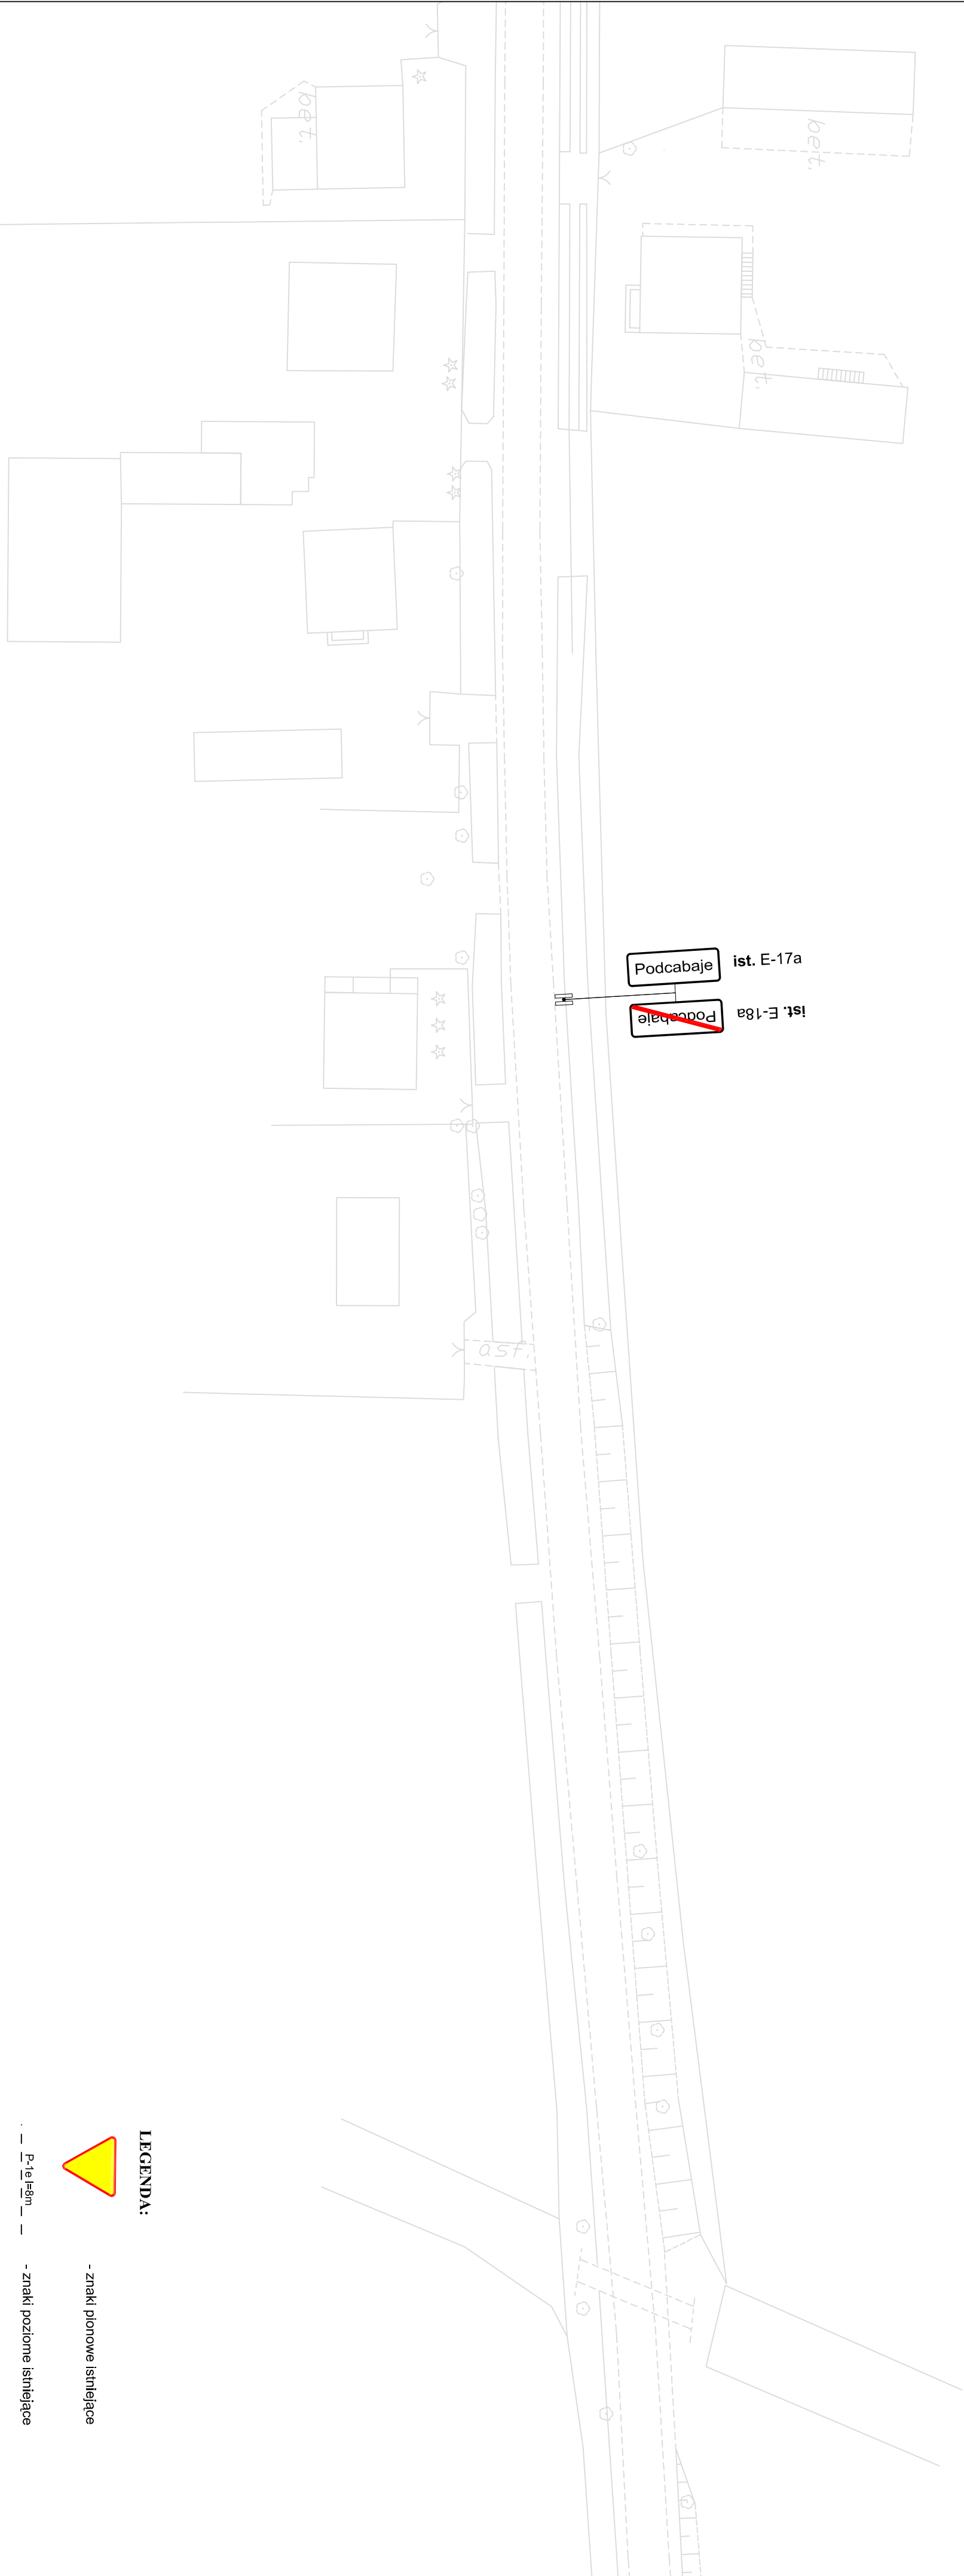 bet.
bet.
bet.
Podcabaje
ist. E-17a
Podcabaje
ist. E-18a
asf.
LEGENDA:
- znaki pionowe istniejące
P-1e l=8m
- znaki poziome istniejące